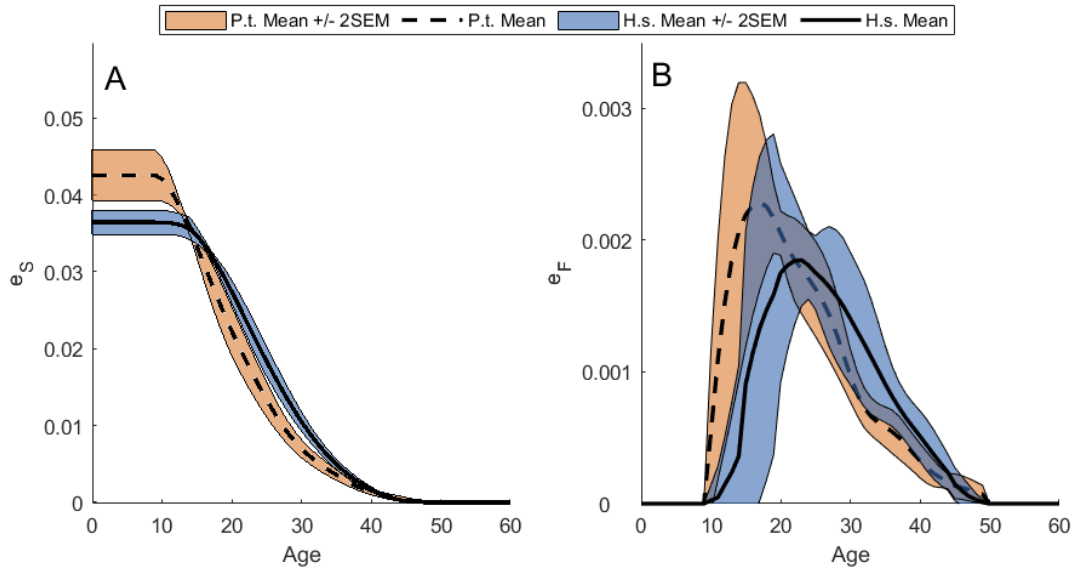 P.t. Mean +/- 2SEM P.t. Mean H.s. Mean +/- 2SEM H.s. Mean
A
0.05
0.04
0.03
0.02
0.01
0
0 10 20 30 40 50 60
Age
e_S
B
0.003
0.002
0.001
0
0 10 20 30 40 50 60
Age
e_F